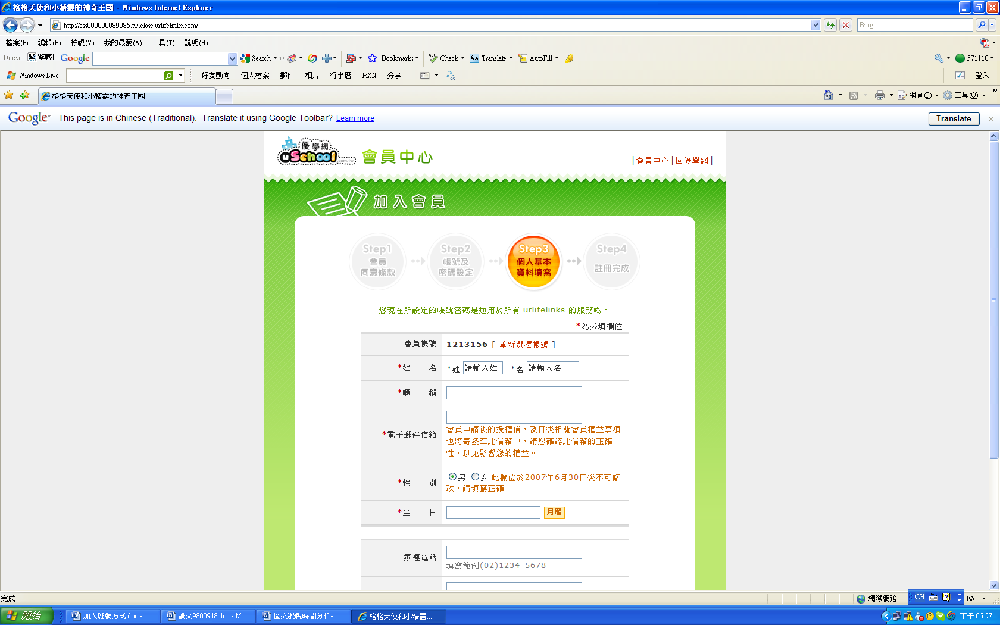 格格天使和小精靈的神奇王國 - Windows Internet Explorer
http://css000000089085.tw.class.urlifelinks.com/
Bing
檔案(F) 編輯(E) 檢視(V) 我的最愛(A) 工具(T) 說明(H)
Dr.eye 繁 繁轉 Google Search Bookmarks Check Translate AutoFill 571110
Windows Live 好友動向 個人檔案 郵件 相片 行事曆 MSN 分享 登入
格格天使和小精靈的神奇王國 網頁(P) 工具(O)
Google This page is in Chinese (Traditional). Translate it using Google Toolbar? Learn more Translate
優學網
uSchool.com.tw 會員中心
|會員中心|回優學網|
加入會員
Step1 會員 同意條款
Step2 帳號及 密碼設定
Step3 個人基本 資料填寫
Step4 註冊完成
您現在所設定的帳號密碼是通用於所有 urlifelinks 的服務喲。
*為必填欄位
會員帳號 1213156 [ 重新選擇帳號 ]
*姓 名 *姓 請輸入姓 *名 請輸入名
*暱 稱
*電子郵件信箱
會員申請後的授權信，及日後相關會員權益事項
也將寄發至此信箱中，請您確認此信箱的正確
性，以免影響您的權益。
*性 別 男 女 此欄位於2007年6月30日後不可修
改，請填寫正確
*生 日 月曆
家裡電話
填寫範例(02)1234-5678
完成 網際網路 CH 0%
開始 加入班網方式.doc - ... 論文9800918.doc - M... 圖文凝視時間分析-... 格格天使和小精靈... 下午 06:57